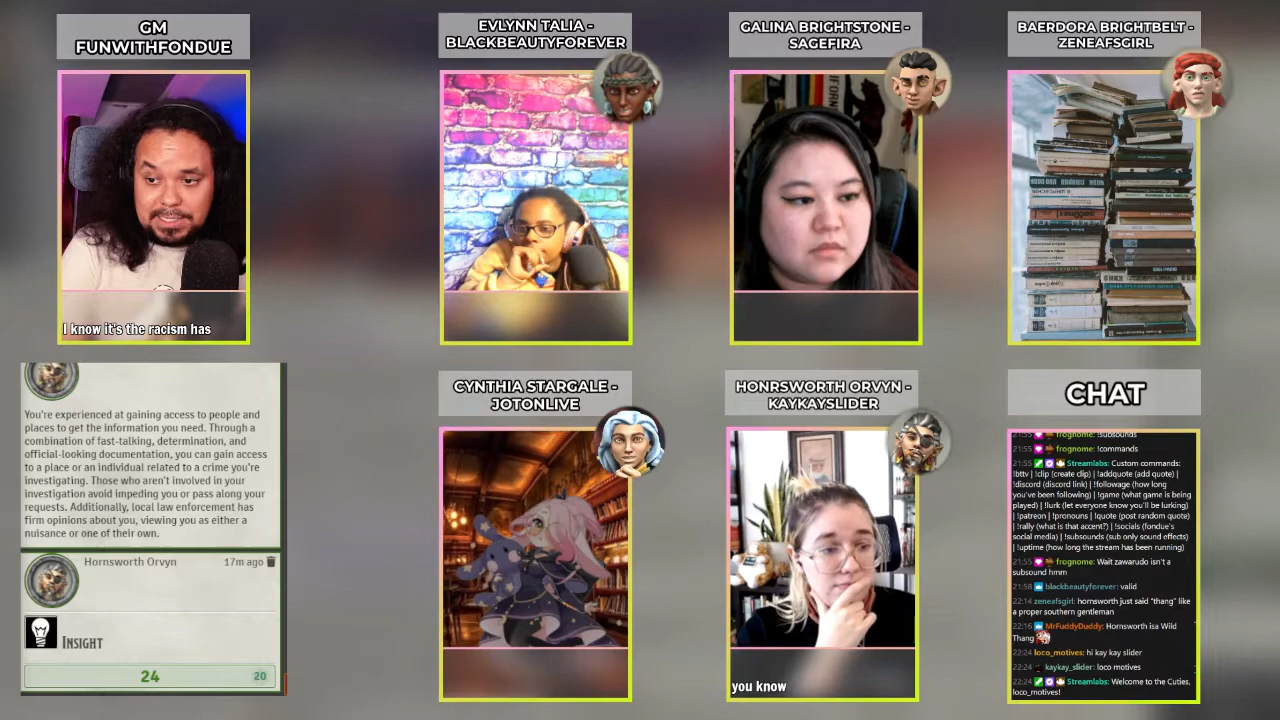 GM
FUNWITHFONDUE
EVLYNN TALIA -
BLACKBEAUTYFOREVER
GALINA BRIGHTSTONE -
SAGEFIRA
BAERDORA BRIGHTBELT -
ZENEAFSGIRL
I know it's the racism has
You're experienced at gaining access to people and
places to get the information you need. Through a
combination of fast-talking, determination, and
official-looking documentation, you can gain access
to a place or an individual related to a crime you're
investigating. Those who aren't involved in your
investigation avoid impeding you or pass along your
requests. Additionally, local law enforcement has
firm opinions about you, viewing you as either a
nuisance or one of their own.
Hornsworth Orvyn 17m ago
INSIGHT
24 20
CYNTHIA STARGALE -
JOTONLIVE
HONRSWORTH ORVYN -
KAYKAYSLIDER
you know
CHAT
21:55 frogname: !subsounds
21:55 frogname: !commands
21:55 Streamlabs: Custom commands:
!bttv | !clip (create clip) | !addquote (add quote) |
!discord (discord link) | !followage (how long
you've been following) | !game (what game is being
played) | !lurk (let everyone know you'll be lurking)
| !patreon | !pronouns | !quote (post random quote)
| !rally (what is that accent?) | !socials (fondue's
social media) | !subsounds (sub only sound effects)
| !uptime (how long the stream has been running)
21:55 frogname: Wait zawarudo isn't a
subsound hmm
21:58 blackbeautyforever: valid
22:14 zeneafsgirl: hornsworth just said "thang" like
a proper southern gentleman
22:16 MrFuddyDuddy: Hornsworth isa Wild
Thang
22:24 loco_motives: hi kay kay slider
22:24 kaykay_slider: loco motives
22:24 Streamlabs: Welcome to the Cuties,
loco_motives!